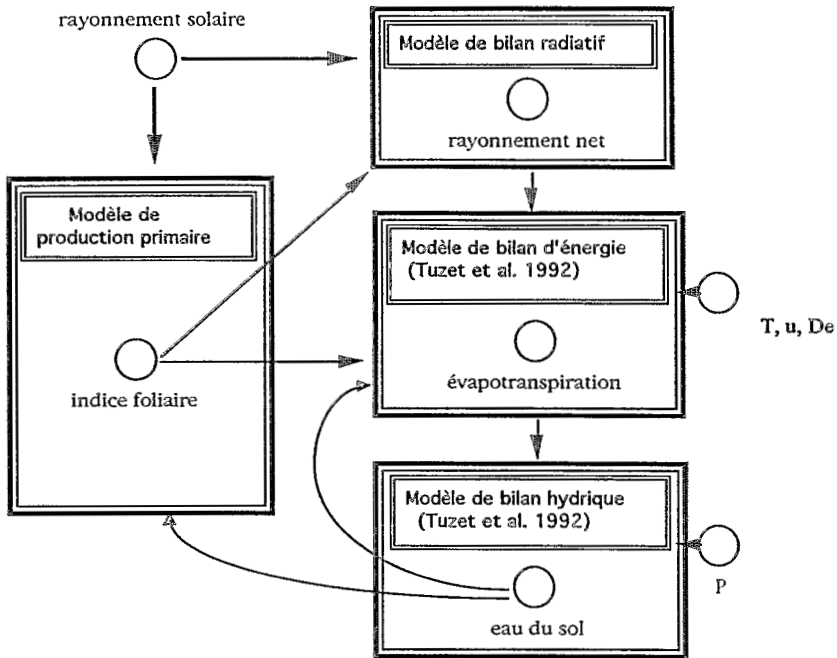 rayonnement solaire
Modèle de bilan radiatif
rayonnement net
Modèle de
production primaire
indice foliaire
Modèle de bilan d'énergie
(Tuzet et al. 1992)
évapotranspiration
T, u, De
Modèle de bilan hydrique
(Tuzet et al. 1992)
eau du sol
P